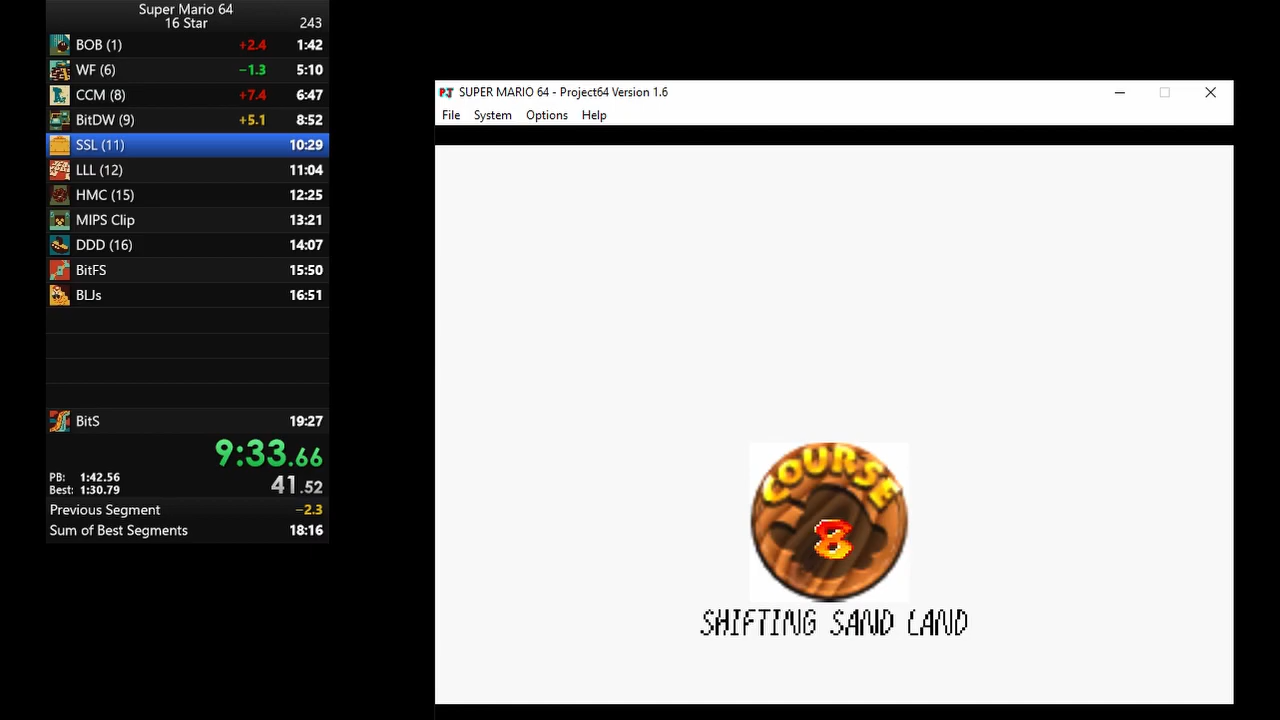 Super Mario 64
16 Star
243
BOB (1) +2.4 1:42
WF (6) −1.3 5:10
CCM (8) +7.4 6:47
BitDW (9) +5.1 8:52
SSL (11) 10:29
LLL (12) 11:04
HMC (15) 12:25
MIPS Clip 13:21
DDD (16) 14:07
BitFS 15:50
BLJs 16:51
BitS 19:27
9:33.66
PB: 1:42.56
Best: 1:30.79
41.52
Previous Segment −2.3
Sum of Best Segments 18:16
SUPER MARIO 64 - Project64 Version 1.6
File System Options Help
COURSE
8
SHIFTING SAND LAND